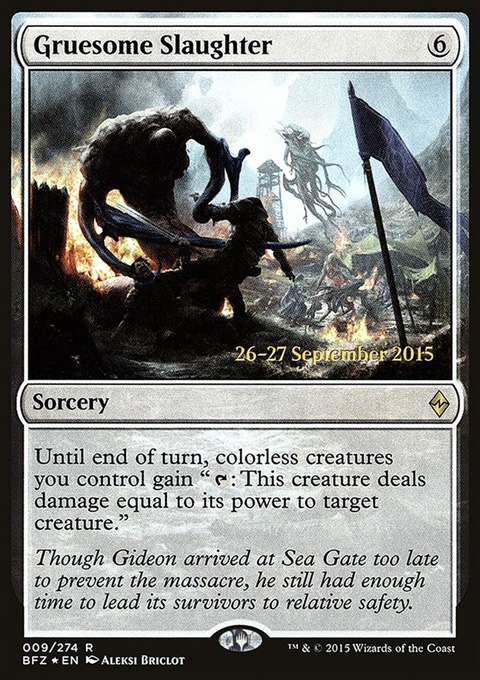 Gruesome Slaughter 6
26–27 September 2015
Sorcery
Until end of turn, colorless creatures
you control gain “ : This creature deals
damage equal to its power to target
creature.”
Though Gideon arrived at Sea Gate too late
to prevent the massacre, he still had enough
time to lead its survivors to relative safety.
009/274 R
BFZ ★ EN Aleksi Briclot
™ & © 2015 Wizards of the Coast